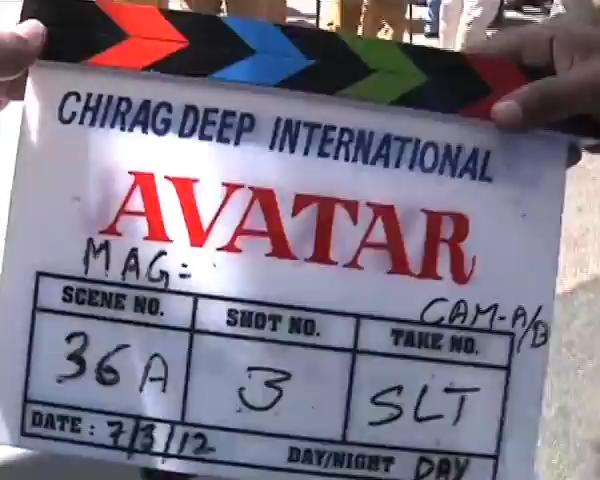 CHIRAG DEEP INTERNATIONAL
AVATAR
MAG:
CAM-A/B
SCENE NO. SHOT NO. TAKE NO.
36A 3 SLT
DATE: 7/3/12 DAY/NIGHT DAY